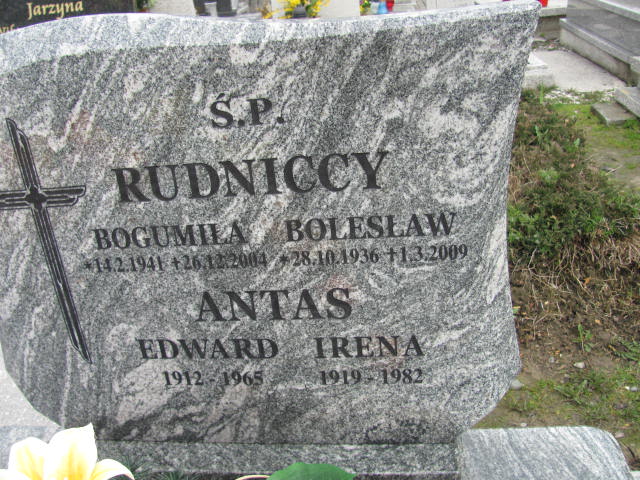 Jarzyna
Ś.P.
RUDNICCY
BOGUMIŁA BOLESŁAW
*14.2.1941 +26.12.2004 *28.10.1936 +1.3.2009
ANTAS
EDWARD IRENA
1912 - 1965 1919 - 1982